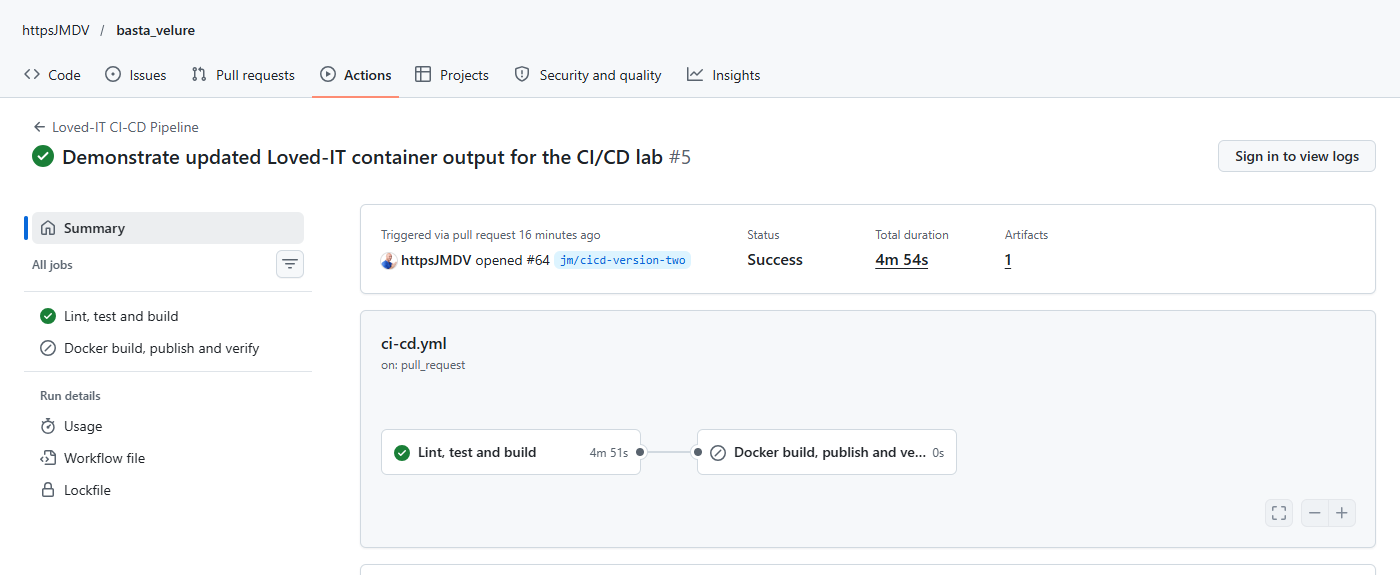 httpsJMDV / basta_velure
Code Issues Pull requests Actions Projects Security and quality Insights
← Loved-IT CI-CD Pipeline
Demonstrate updated Loved-IT container output for the CI/CD lab #5
Sign in to view logs
Summary
All jobs
Lint, test and build
Docker build, publish and verify
Run details
Usage
Workflow file
Lockfile
Triggered via pull request 16 minutes ago
httpsJMDV opened #64 jm/cicd-version-two
Status
Success
Total duration
4m 54s
Artifacts
1
ci-cd.yml
on: pull_request
Lint, test and build 4m 51s
Docker build, publish and ve... 0s